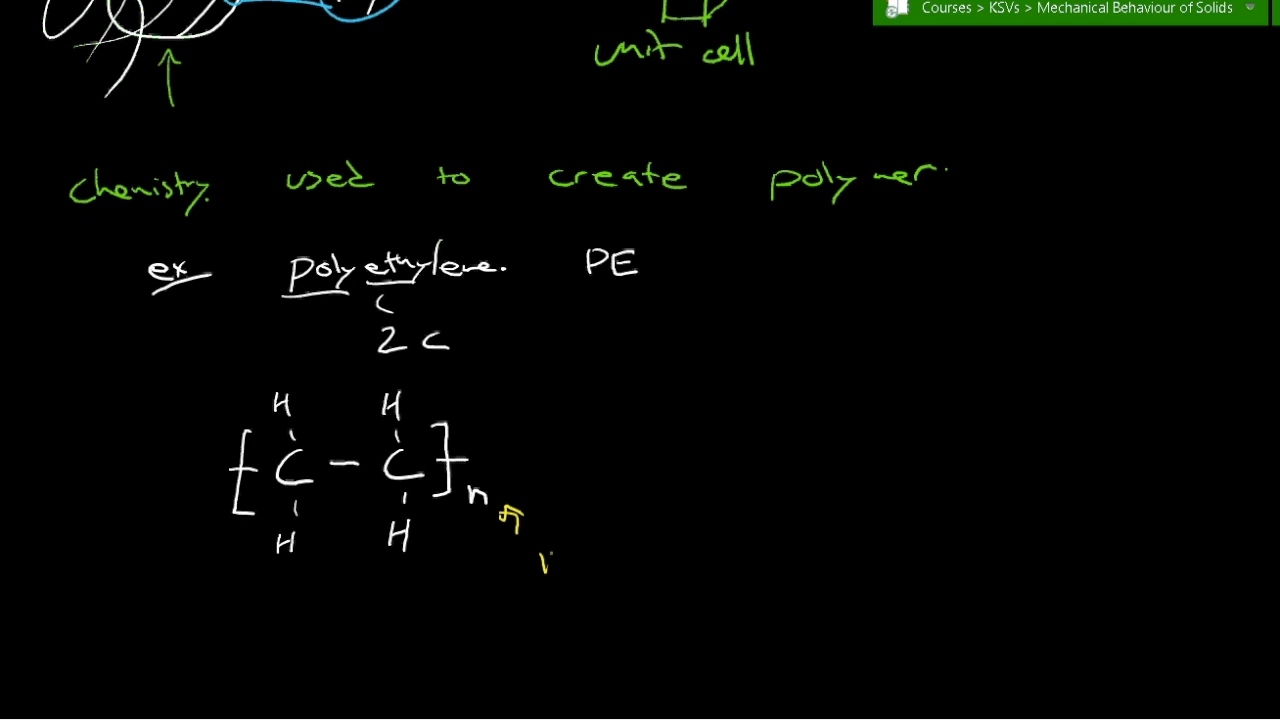 Courses > KSVs > Mechanical Behaviour of Solids
unit cell
chemistry used to create polymer.
ex polyethylene. PE
2 C
H H
[ C - C ]n
H H